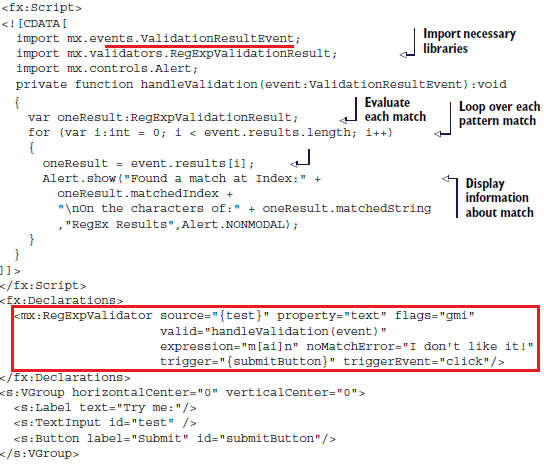 <fx:Script>
<![CDATA[
import mx.events.ValidationResultEvent;
import mx.validators.RegExpValidationResult;
import mx.controls.Alert;
Import necessary
libraries
private function handleValidation(event:ValidationResultEvent):void
{
var oneResult:RegExpValidationResult;
Evaluate
each match
for (var i:int = 0; i < event.results.length; i++)
Loop over each
pattern match
{
oneResult = event.results[i];
Alert.show("Found a match at Index:" +
oneResult.matchedIndex +
"\nOn the characters of:" + oneResult.matchedString
,"RegEx Results",Alert.NONMODAL);
Display
information
about match
}
}
]]>
</fx:Script>
<fx:Declarations>
<mx:RegExpValidator source="{test}" property="text" flags="gmi"
valid="handleValidation(event)"
expression="m[ai]n" noMatchError="I don't like it!"
trigger="{submitButton}" triggerEvent="click"/>
</fx:Declarations>
<s:VGroup horizontalCenter="0" verticalCenter="0">
<s:Label text="Try me:"/>
<s:TextInput id="test" />
<s:Button label="Submit" id="submitButton"/>
</s:VGroup>